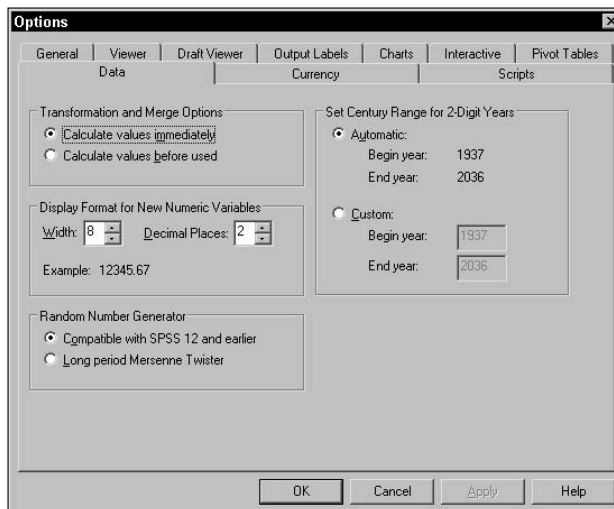 Options
General Viewer Draft Viewer Output Labels Charts Interactive Pivot Tables
Data Currency Scripts
Transformation and Merge Options
Calculate values immediately
Calculate values before used
Display Format for New Numeric Variables
Width: 8 Decimal Places: 2
Example: 12345.67
Random Number Generator
Compatible with SPSS 12 and earlier
Long period Mersenne Twister
Set Century Range for 2-Digit Years
Automatic:
Begin year: 1937
End year: 2036
Custom:
Begin year: 1937
End year: 2036
OK Cancel Apply Help